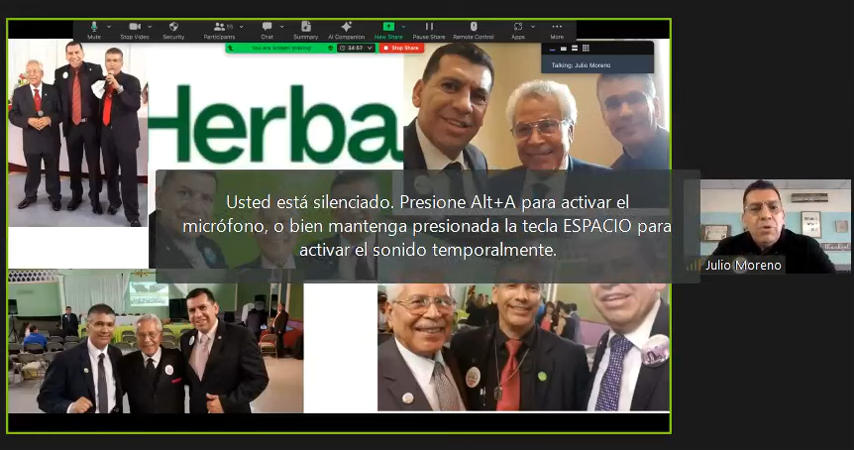 Mute Stop Video Security Participants Chat Summary AI Companion New Share Pause Share Remote Control Apps More
You are screen sharing 34:57 Stop Share
Talking: Julio Moreno
Herba
Usted está silenciado. Presione Alt+A para activar el
micrófono, o bien mantenga presionada la tecla ESPACIO para
activar el sonido temporalmente.
Julio Moreno